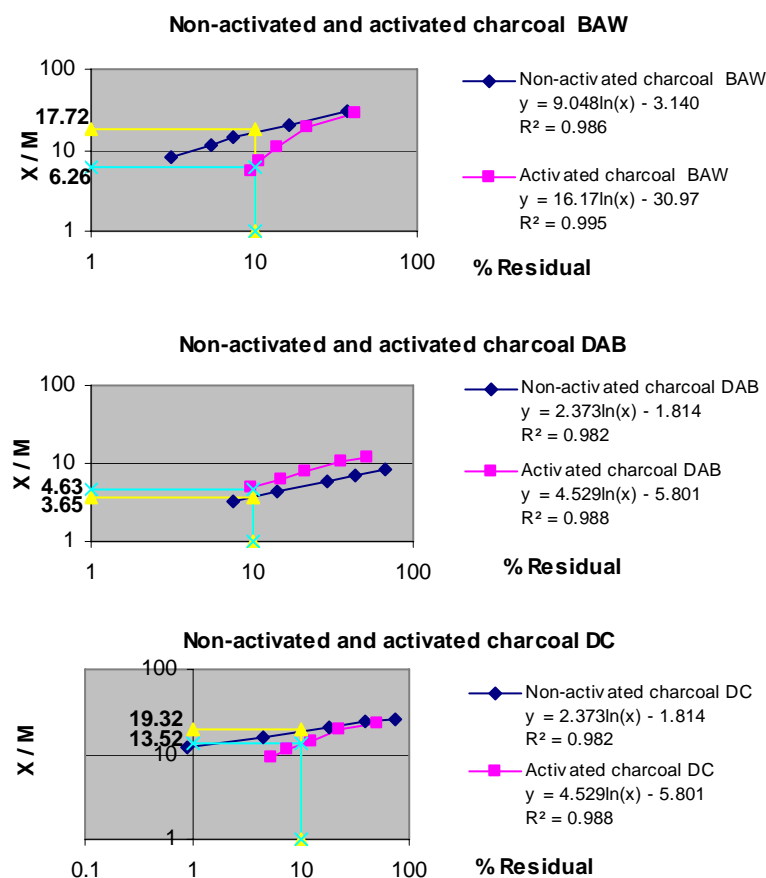 Non-activated and activated charcoal BAW
100
17.72
10
6.26
1
X / M
1 10 100
% Residual
Non-activated charcoal BAW
y = 9.048ln(x) - 3.140
R² = 0.986
Activated charcoal BAW
y = 16.17ln(x) - 30.97
R² = 0.995
Non-activated and activated charcoal DAB
100
10
4.63
3.65
1
X / M
1 10 100
% Residual
Non-activated charcoal DAB
y = 2.373ln(x) - 1.814
R² = 0.982
Activated charcoal DAB
y = 4.529ln(x) - 5.801
R² = 0.988
Non-activated and activated charcoal DC
100
19.32
13.52
10
1
X / M
0.1 1 10 100
% Residual
Non-activated charcoal DC
y = 2.373ln(x) - 1.814
R² = 0.982
Activated charcoal DC
y = 4.529ln(x) - 5.801
R² = 0.988